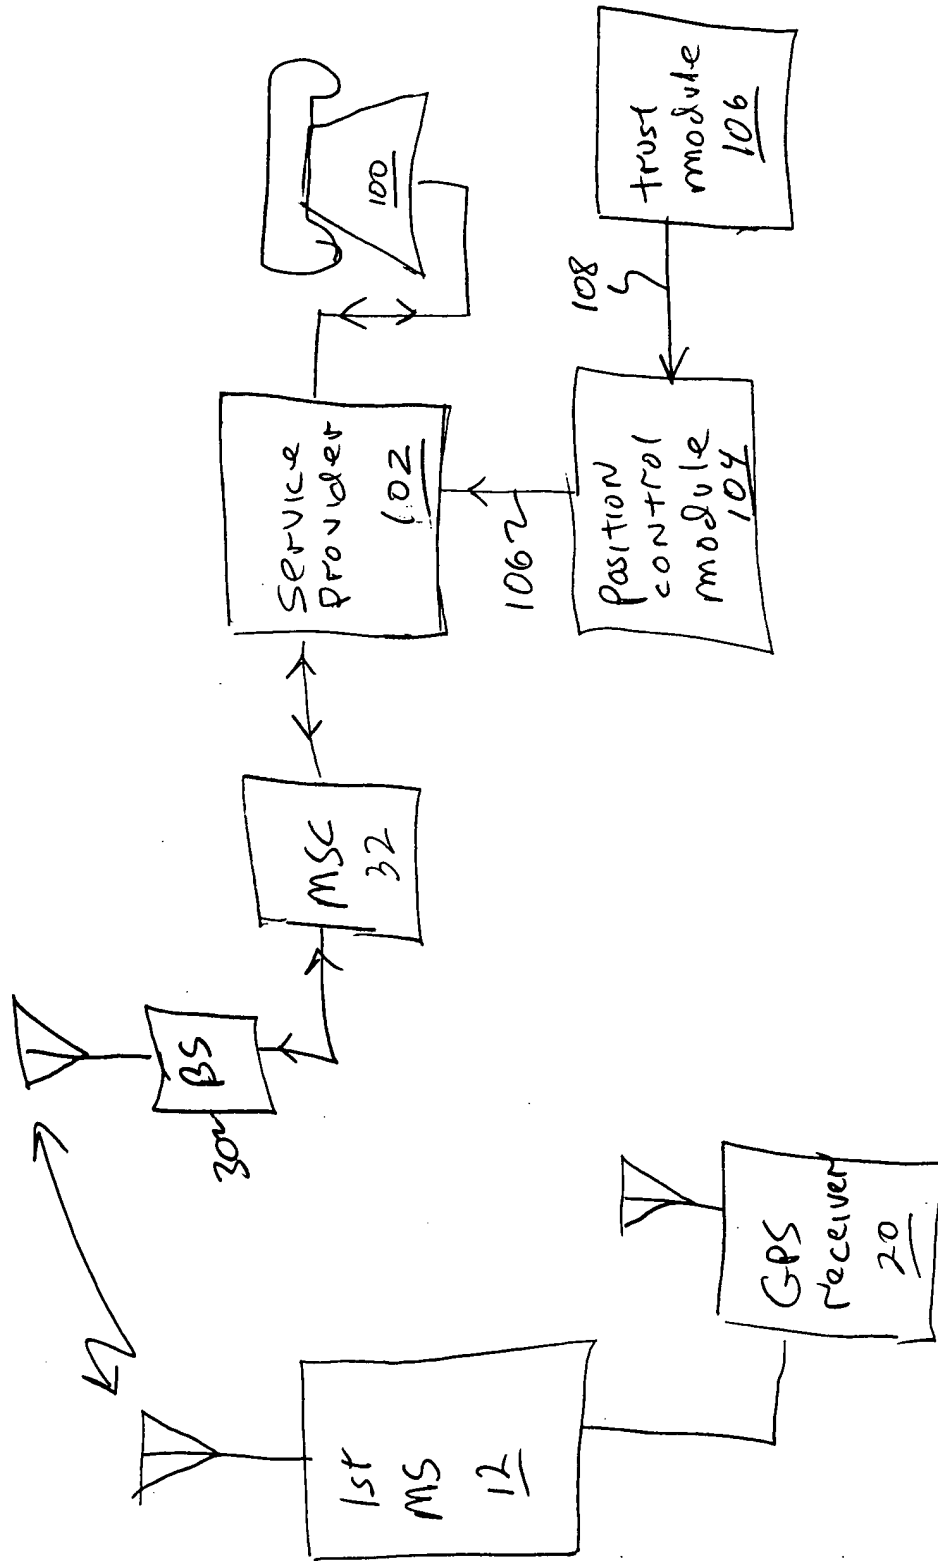 1st
MS
12
GPS
receiver
20
30
BS
MSC
32
Service
Provider
102
100
106
Position
control
module
104
108
trust
module
106